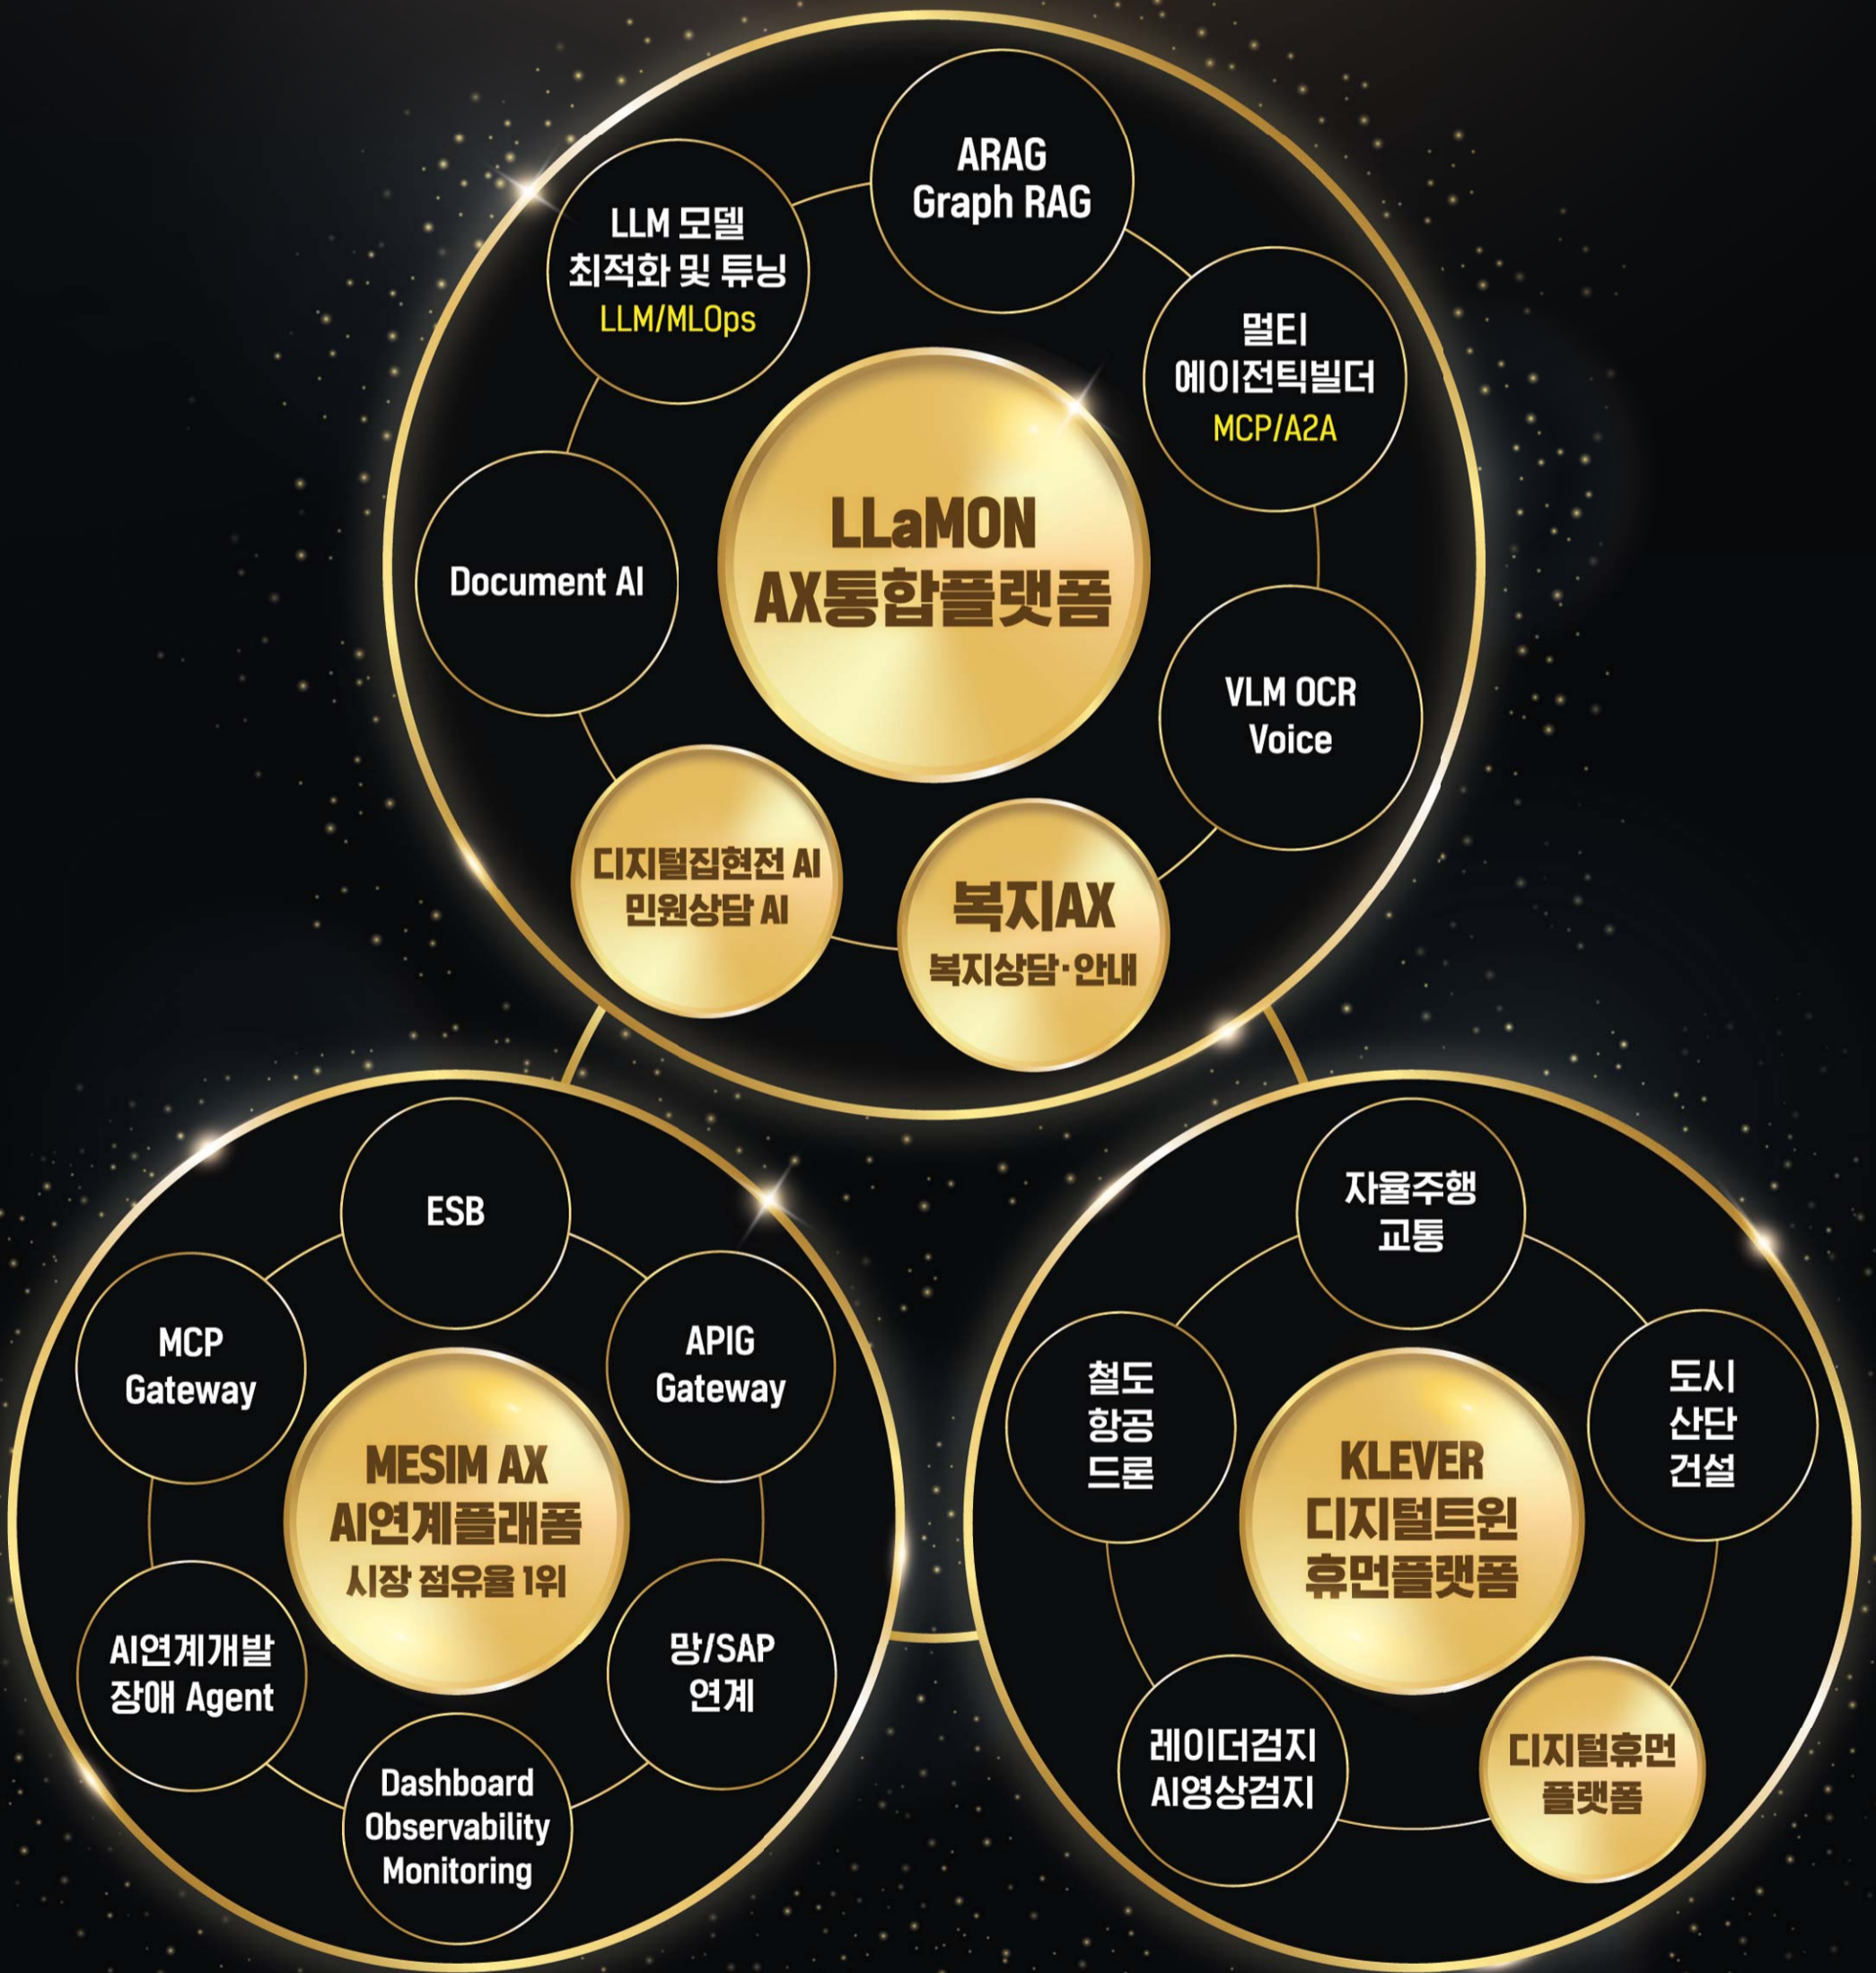 ARAG
Graph RAG
LLM 모델
최적화 및 튜닝
LLM/MLOps
멀티
에이전틱빌더
MCP/A2A
LLaMON
AX통합플랫폼
Document AI
VLM OCR
Voice
디지털집현전 AI
민원상담 AI
복지AX
복지상담·안내
ESB
MCP
Gateway
APIG
Gateway
MESIM AX
AI연계플래폼
시장 점유율 1위
AI연계개발
장애 Agent
망/SAP
연계
Dashboard
Observability
Monitoring
자율주행
교통
철도
항공
드론
도시
산단
건설
KLEVER
디지털트윈
휴먼플랫폼
레이더검지
AI영상검지
디지털휴먼
플랫폼